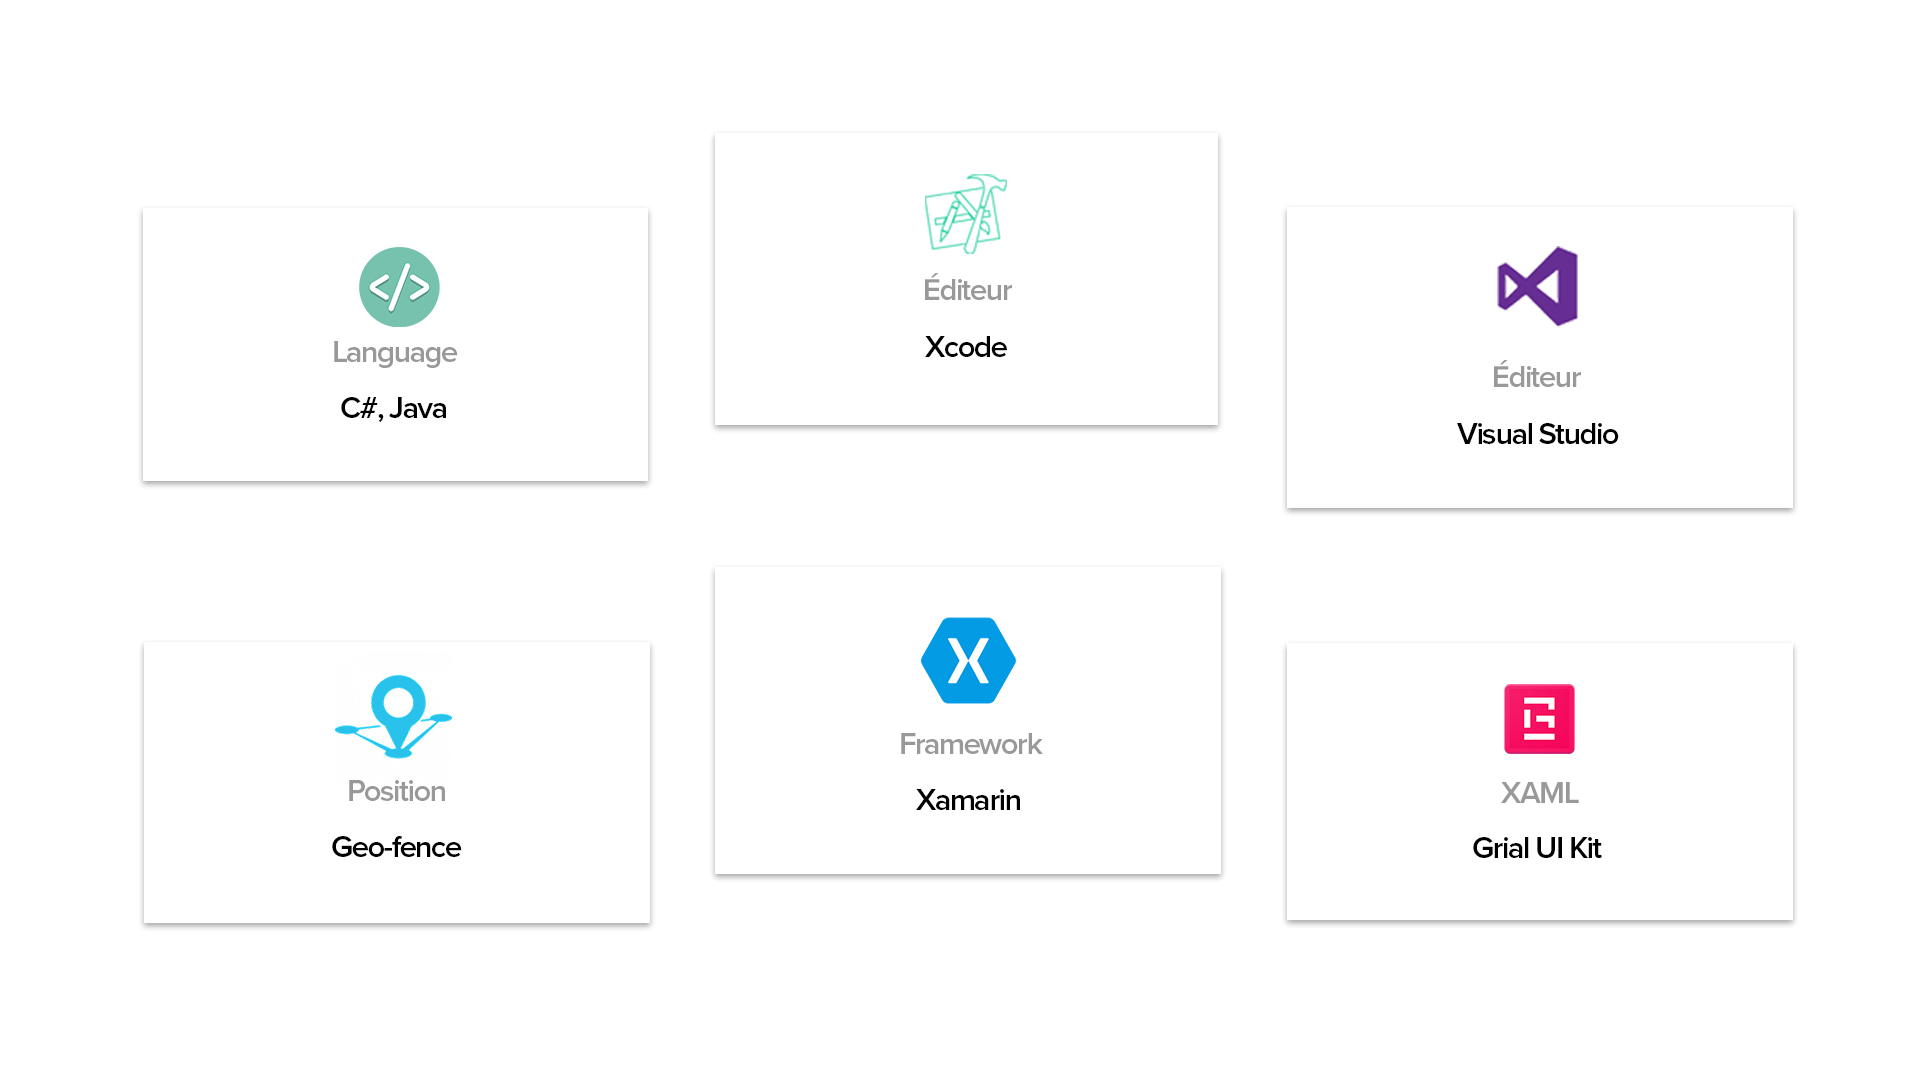 Language
C#, Java
Éditeur
Xcode
Éditeur
Visual Studio
Position
Geo-fence
Framework
Xamarin
XAML
Grial UI Kit